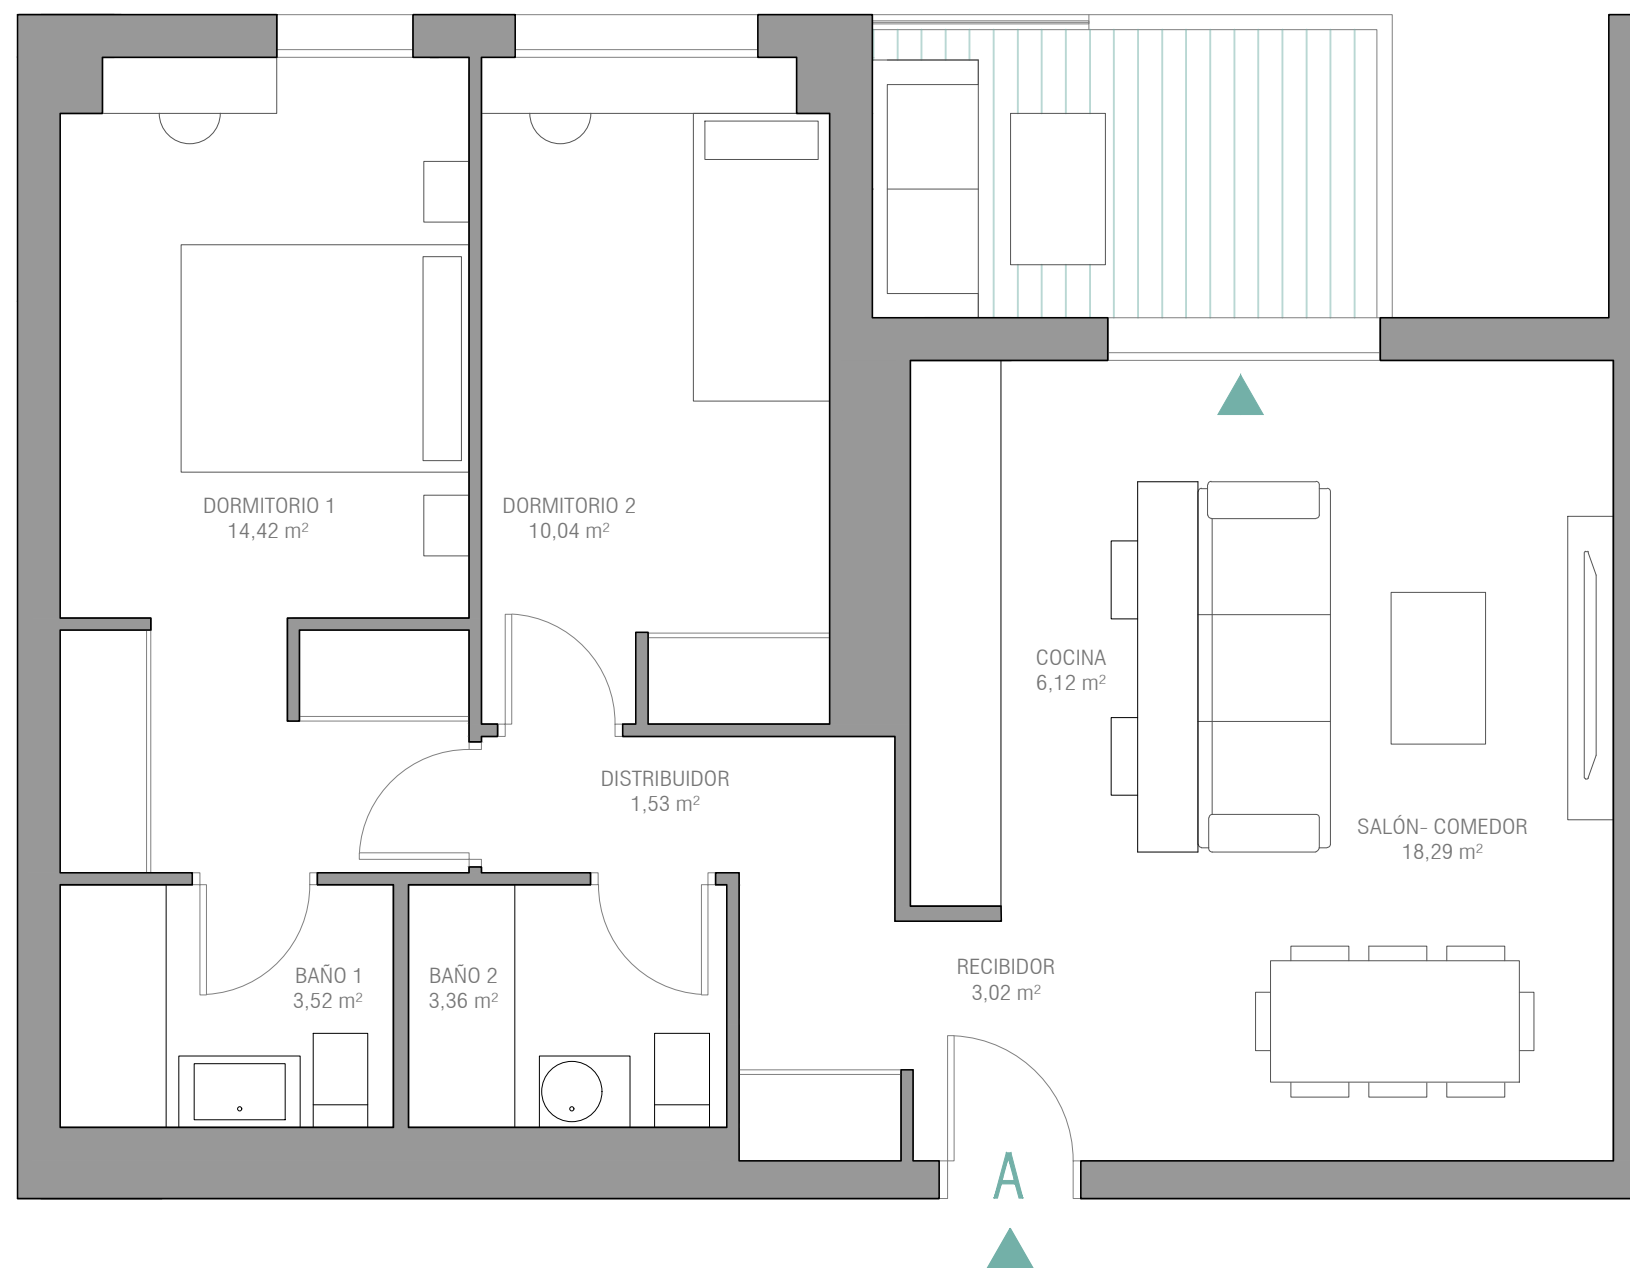 DORMITORIO 1
14,42 m²
DORMITORIO 2
10,04 m²
COCINA
6,12 m²
DISTRIBUIDOR
1,53 m²
SALÓN- COMEDOR
18,29 m²
BAÑO 1
3,52 m²
BAÑO 2
3,36 m²
RECIBIDOR
3,02 m²
A